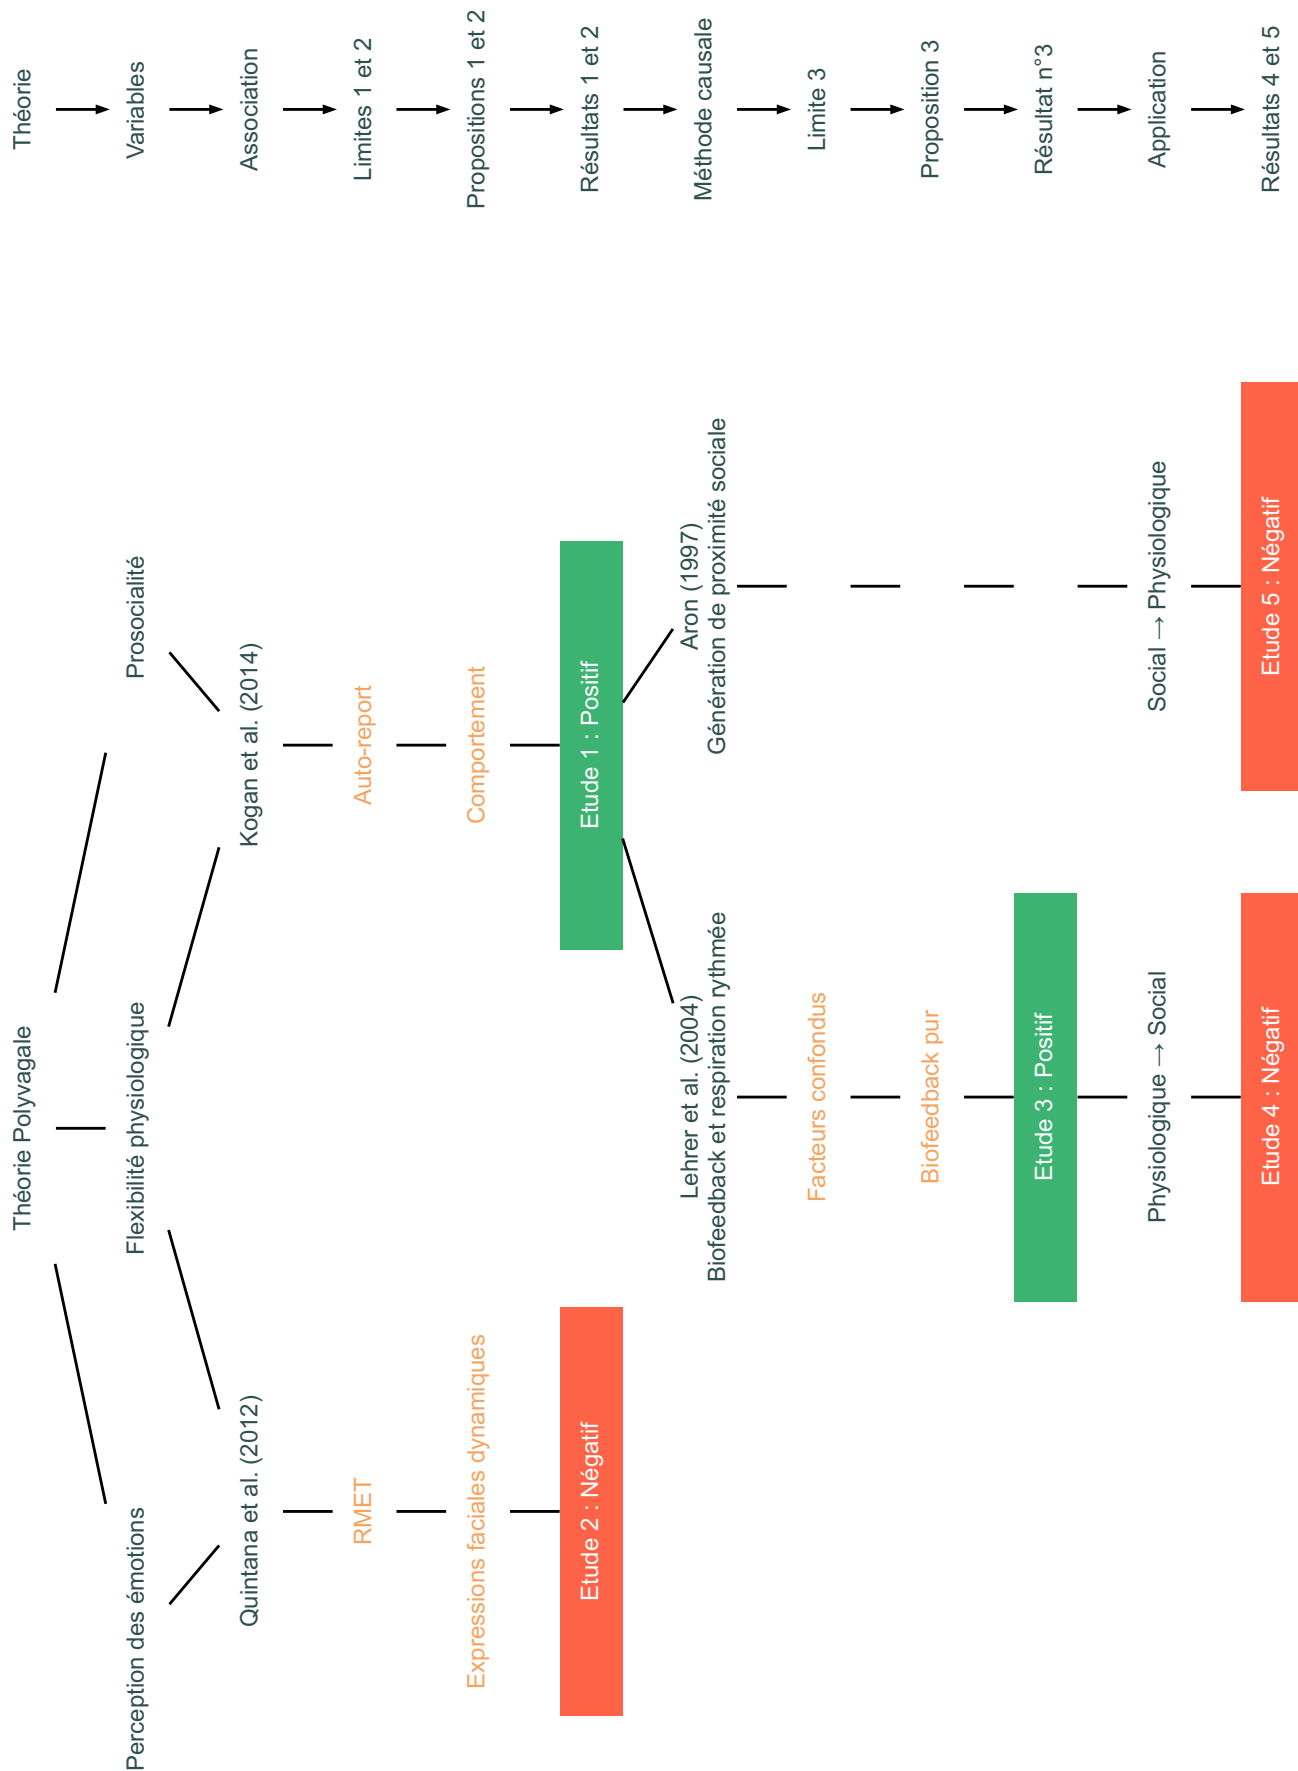 Théorie
Variables
Association
Limites 1 et 2
Propositions 1 et 2
Résultats 1 et 2
Méthode causale
Limite 3
Proposition 3
Résultat n°3
Application
Résultats 4 et 5
Théorie Polyvagale
Perception des émotions
Flexibilité physiologique
Prosocialité
Quintana et al. (2012)
Kogan et al. (2014)
RMET
Auto-report
Expressions faciales dynamiques
Comportement
Etude 2 : Négatif
Etude 1 : Positif
Lehrer et al. (2004)
Biofeedback et respiration rythmée
Aron (1997)
Génération de proximité sociale
Facteurs confondus
Biofeedback pur
Etude 3 : Positif
Physiologique → Social
Social → Physiologique
Etude 4 : Négatif
Etude 5 : Négatif